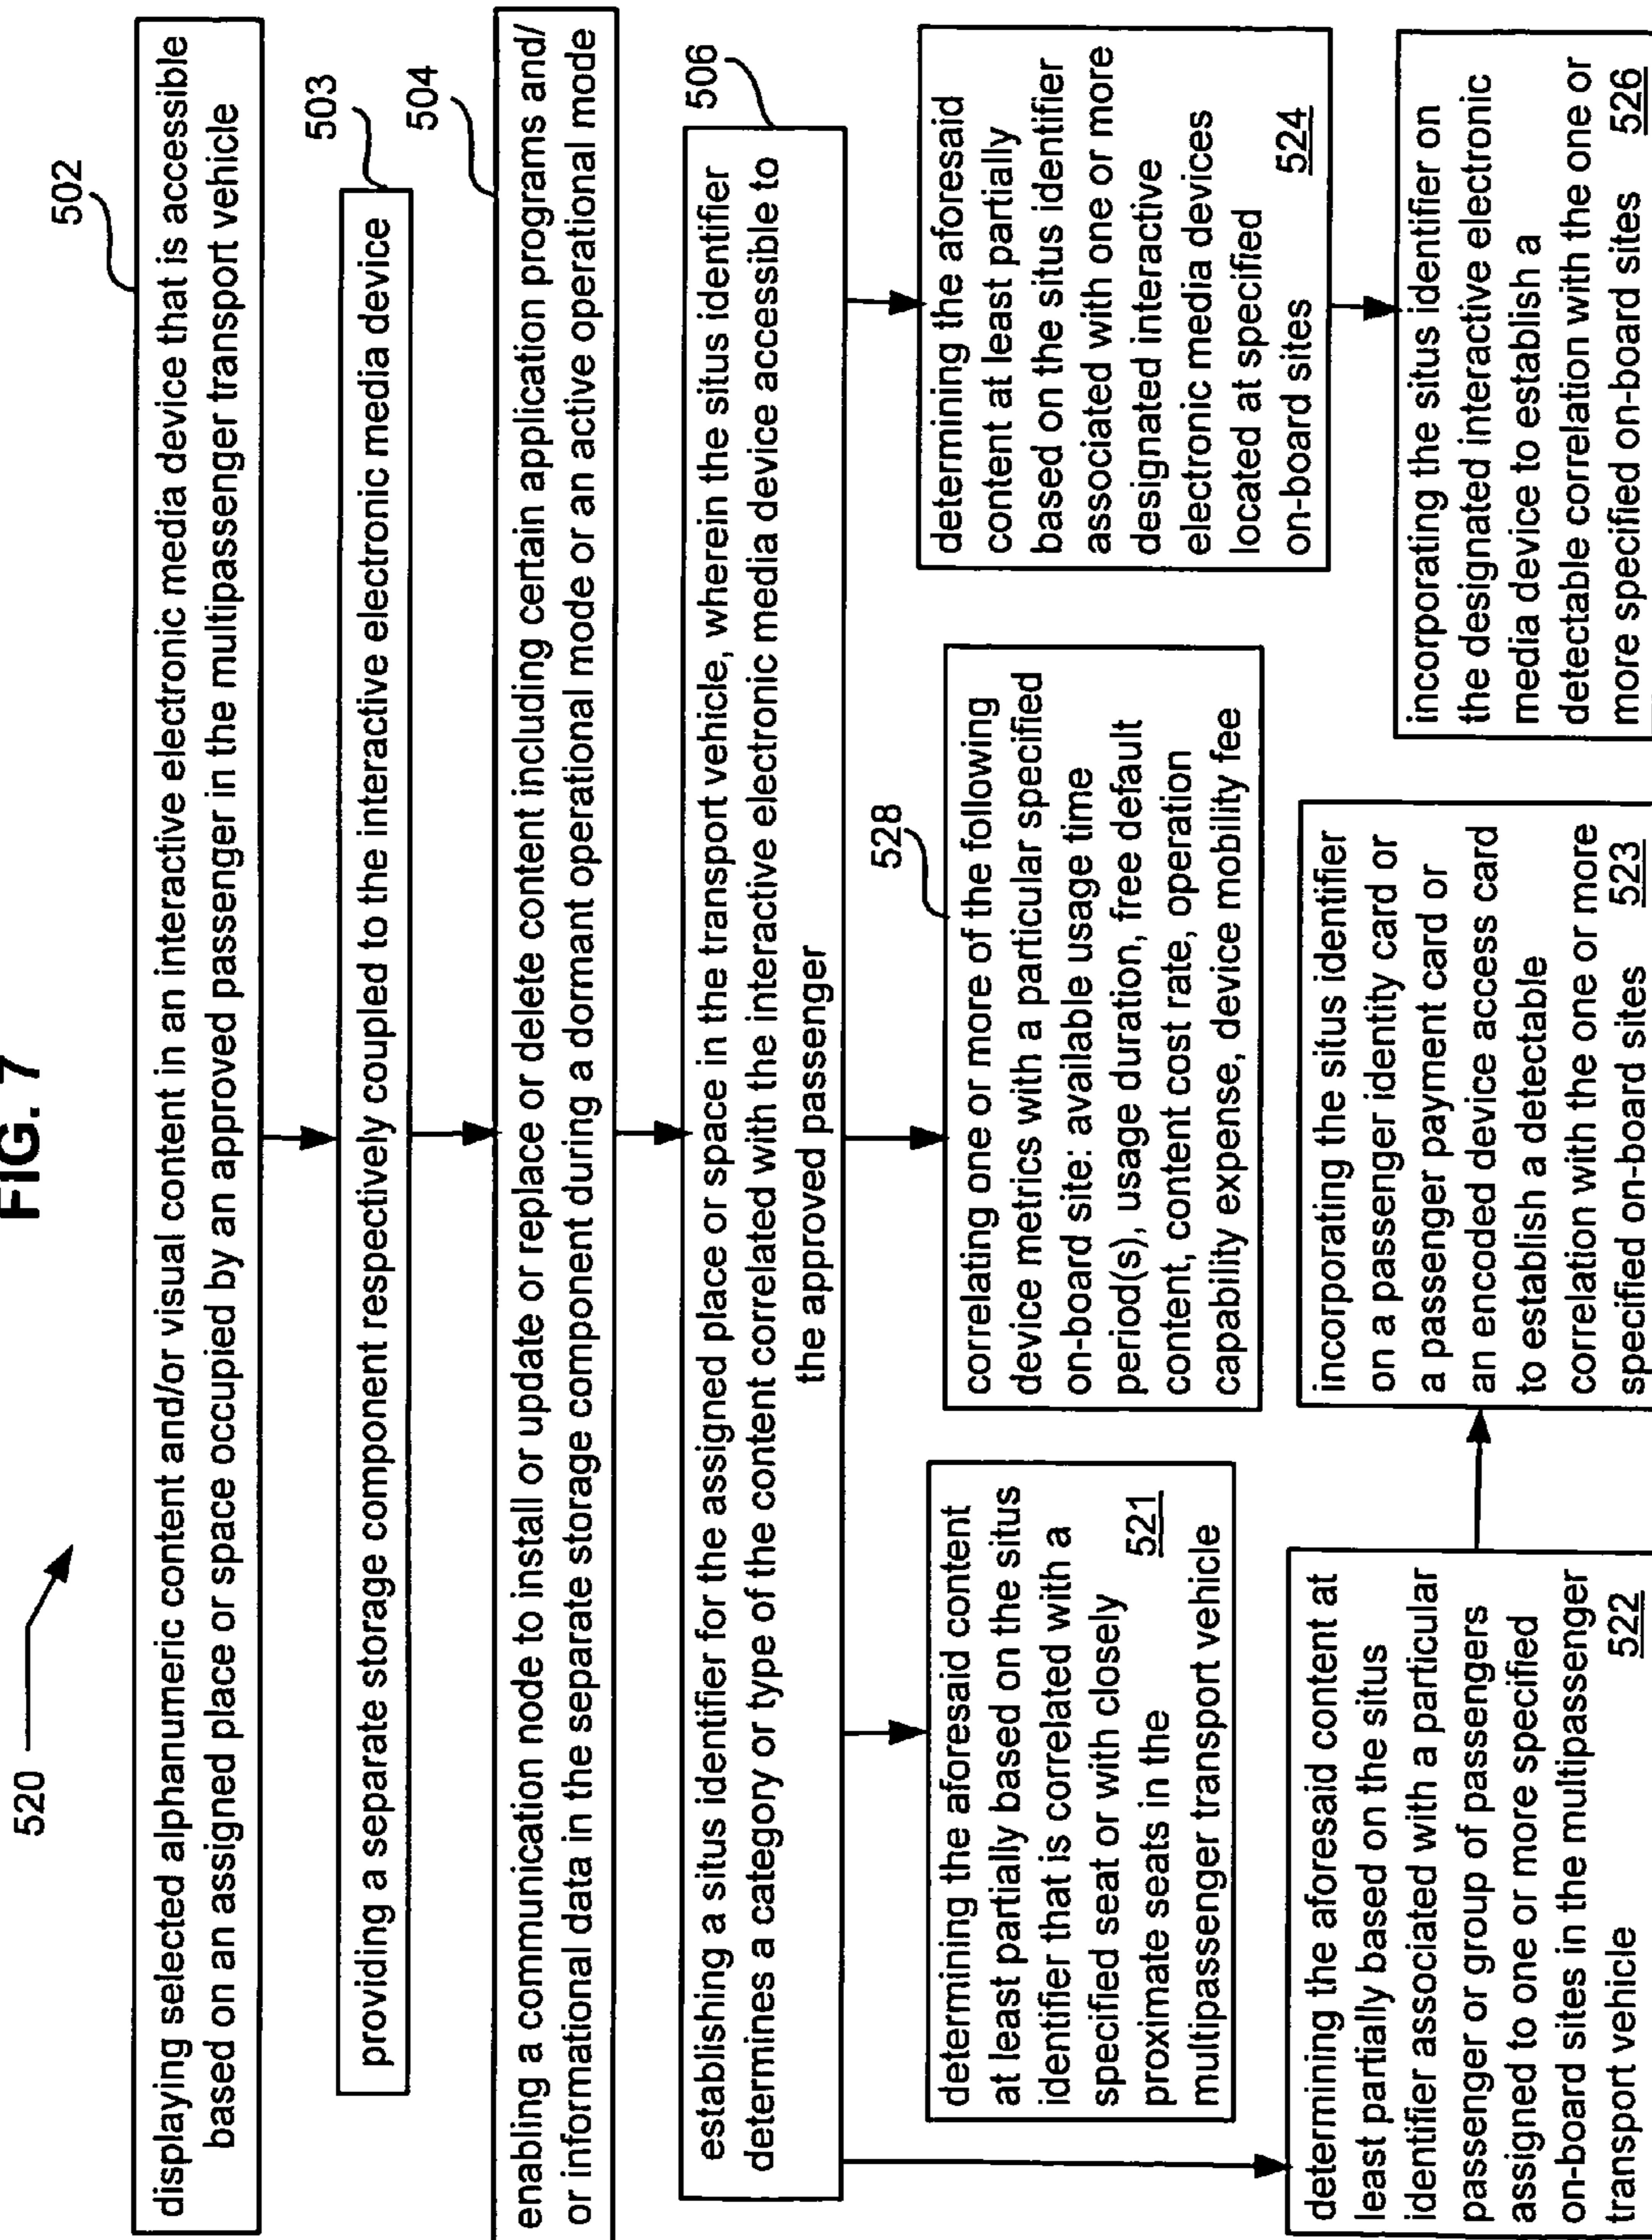 FIG. 7
520
502
displaying selected alphanumeric content and/or visual content in an interactive electronic media device that is accessible
based on an assigned place or space occupied by an approved passenger in the multipassenger transport vehicle
503
providing a separate storage component respectively coupled to the interactive electronic media device
504
enabling a communication node to install or update or replace or delete content including certain application programs and/
or informational data in the separate storage component during a dormant operational mode or an active operational mode
506
establishing a situs identifier for the assigned place or space in the transport vehicle, wherein the situs identifier
determines a category or type of the content correlated with the interactive electronic media device accessible to
the approved passenger
determining the aforesaid content
at least partially based on the situs
identifier that is correlated with a
specified seat or with closely
proximate seats in the 521
multipassenger transport vehicle
528
correlating one or more of the following
device metrics with a particular specified
on-board site: available usage time
period(s), usage duration, free default
content, content cost rate, operation
capability expense, device mobility fee
determining the aforesaid
content at least partially
based on the situs identifier
associated with one or more
designated interactive
electronic media devices
located at specified
on-board sites 524
determining the aforesaid content at
least partially based on the situs
identifier associated with a particular
passenger or group of passengers
assigned to one or more specified
on-board sites in the multipassenger
transport vehicle 522
incorporating the situs identifier
on a passenger identity card or
a passenger payment card or
an encoded device access card
to establish a detectable
correlation with the one or more
specified on-board sites 523
incorporating the situs identifier on
the designated interactive electronic
media device to establish a
detectable correlation with the one or
more specified on-board sites 526